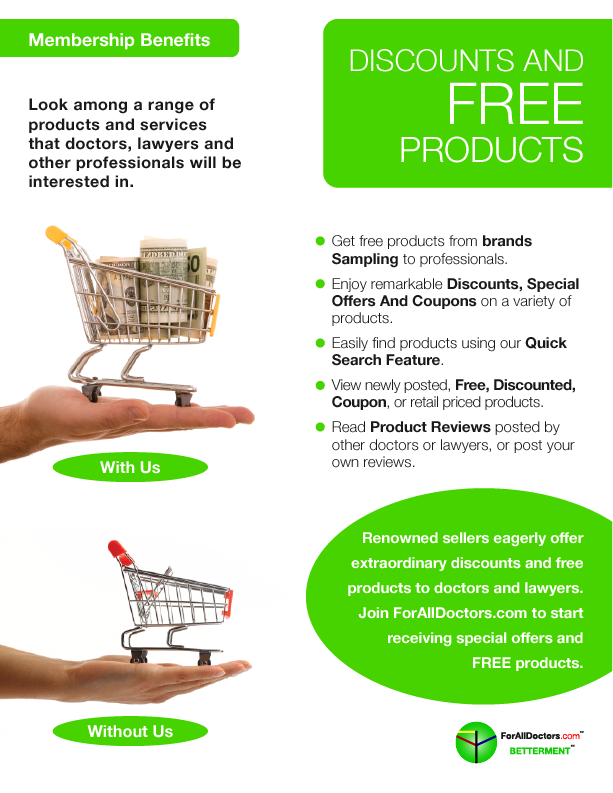 Membership Benefits
DISCOUNTS AND
FREE
PRODUCTS
Look among a range of
products and services
that doctors, lawyers and
other professionals will be
interested in.
With Us
Without Us
Get free products from brands
Sampling to professionals.
Enjoy remarkable Discounts, Special
Offers And Coupons on a variety of
products.
Easily find products using our Quick
Search Feature.
View newly posted, Free, Discounted,
Coupon, or retail priced products.
Read Product Reviews posted by
other doctors or lawyers, or post your
own reviews.
Renowned sellers eagerly offer
extraordinary discounts and free
products to doctors and lawyers.
Join ForAllDoctors.com to start
receiving special offers and
FREE products.
ForAllDoctors.com
BETTERMENT